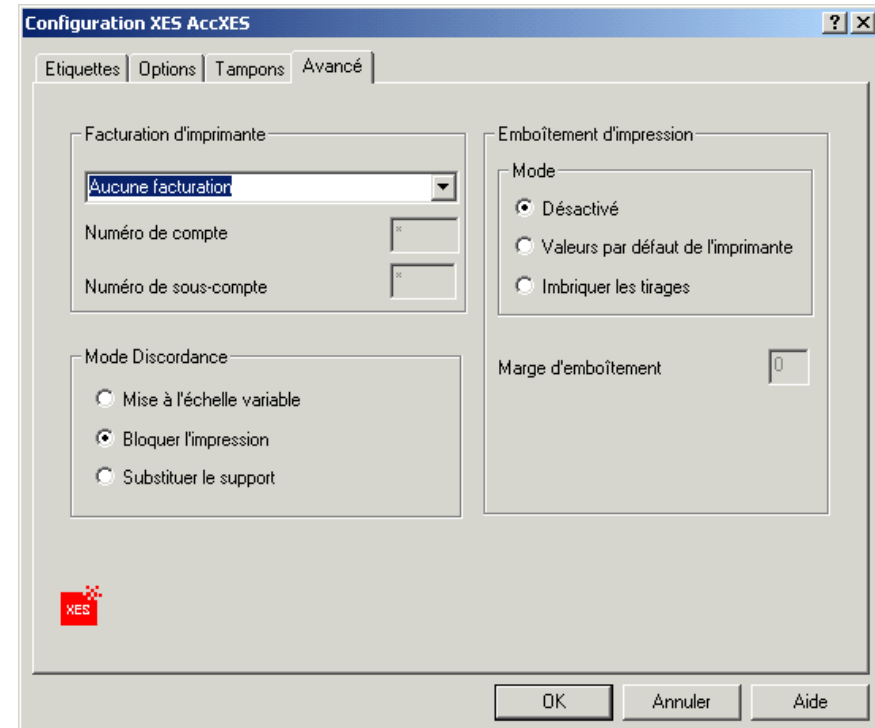 Configuration XES AccXES
Etiquettes Options Tampons Avancé
Facturation d'imprimante
Aucune facturation
Numéro de compte *
Numéro de sous-compte *
Mode Discordance
Mise à l'échelle variable
Bloquer l'impression
Substituer le support
Emboîtement d'impression
Mode
Désactivé
Valeurs par défaut de l'imprimante
Imbriquer les tirages
Marge d'emboîtement 0
XES
OK Annuler Aide